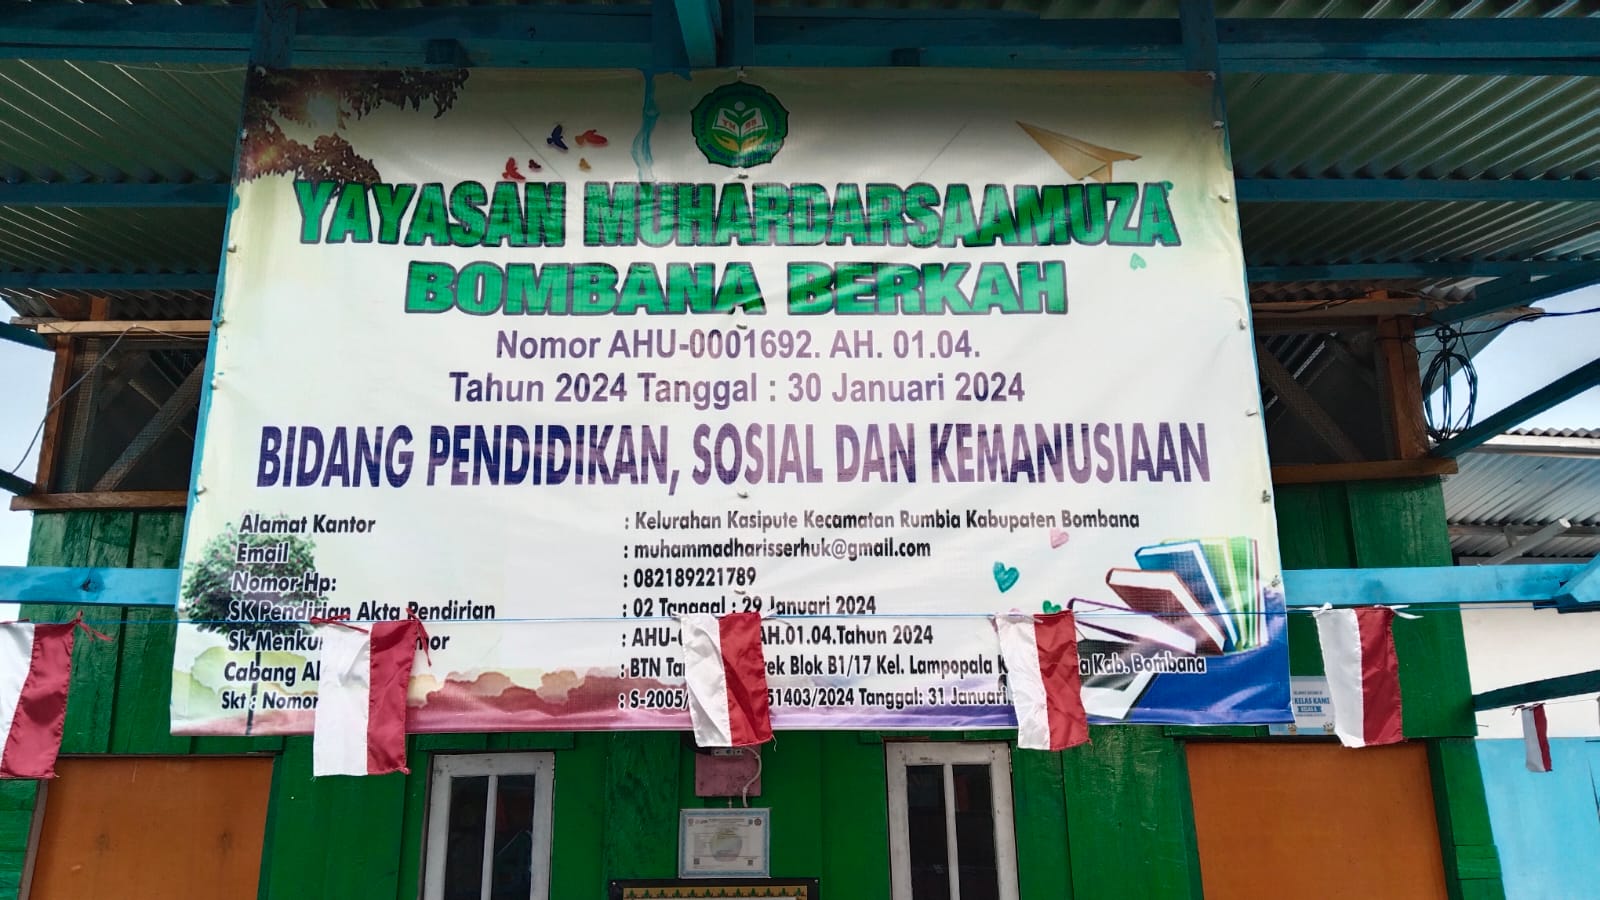 YAYASAN MUHARDARSAAMUZA
BOMBANA BERKAH
Nomor AHU-0001692. AH. 01.04.
Tahun 2024 Tanggal : 30 Januari 2024
BIDANG PENDIDIKAN, SOSIAL DAN KEMANUSIAAN
Alamat Kantor : Kelurahan Kasipute Kecamatan Rumbia Kabupaten Bombana
Email : muhammadharisserhuk@gmail.com
Nomor Hp: : 082189221789
SK Pendirian Akta Pendirian : 02 Tanggal : 29 Januari 2024
Sk : AHU- AH.01.04.Tahun 2024
Cabang : BTN Blok B1/17 Kel. Lampopala Kab. Bombana
Skt : Nomor : S-2005/ 51403/2024 Tanggal: 31 Januari
KELAS KAMI